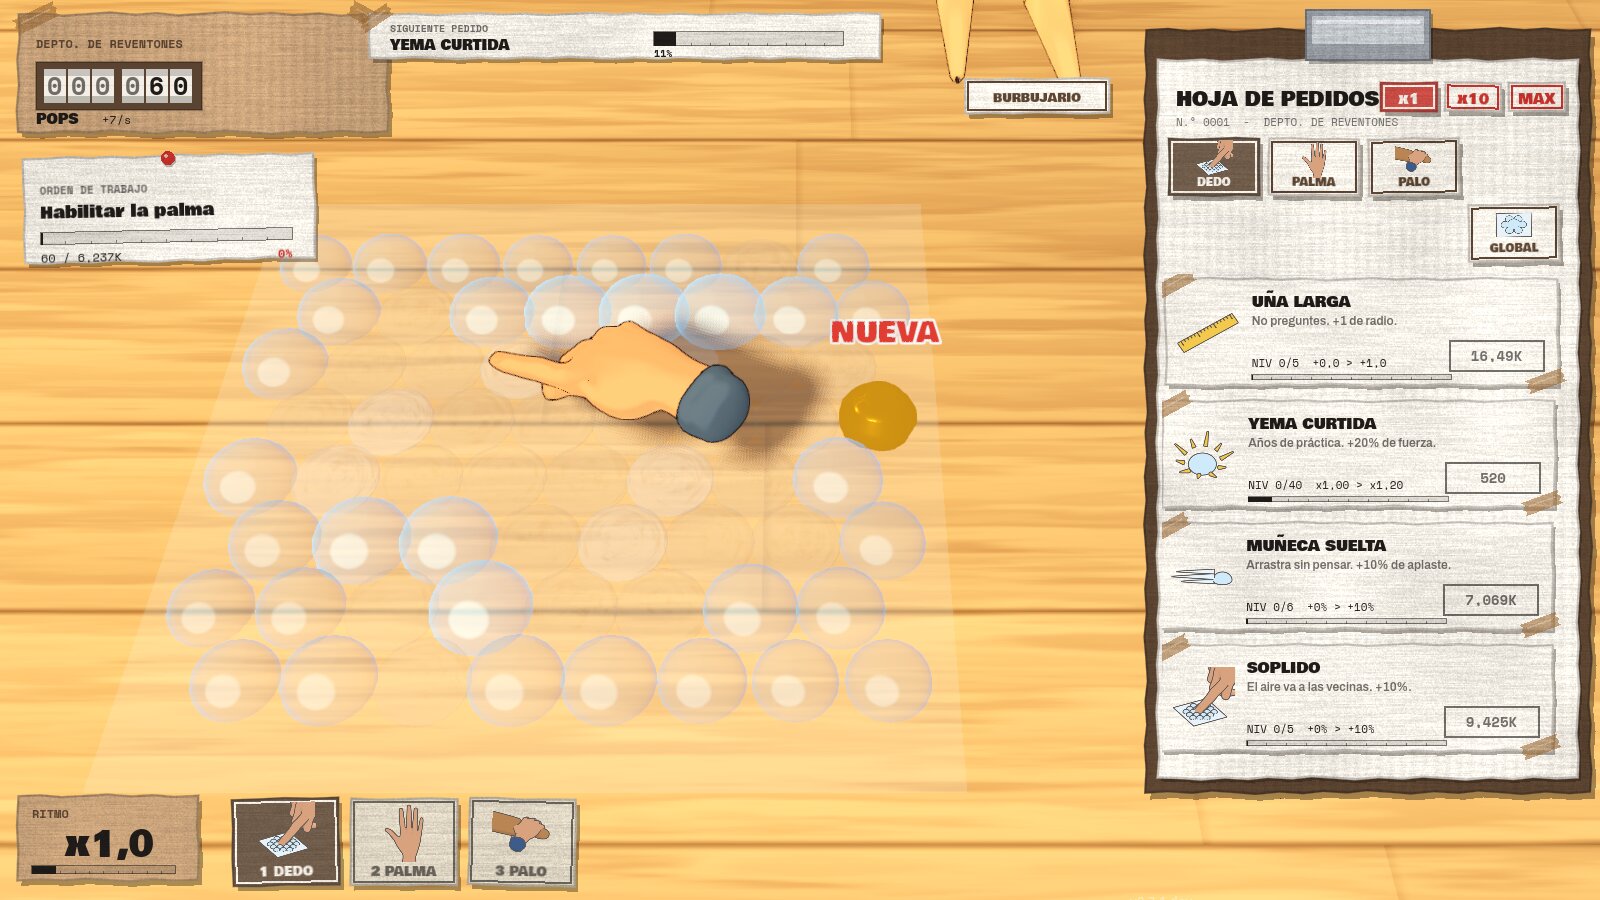 DEPTO. DE REVENTONES
000060
POPS +7/s
SIGUIENTE PEDIDO
YEMA CURTIDA
11%
BURBUJARIO
ORDEN DE TRABAJO
Habilitar la palma
60 / 6,237K 0%
NUEVA
HOJA DE PEDIDOS x1 x10 MAX
N.° 0001 - DEPTO. DE REVENTONES
DEDO PALMA PALO
GLOBAL
UÑA LARGA
No preguntes. +1 de radio.
NIV 0/5 +0,0 > +1,0
16,49K
YEMA CURTIDA
Años de práctica. +20% de fuerza.
NIV 0/40 x1,00 > x1,20
520
MUÑECA SUELTA
Arrastra sin pensar. +10% de aplaste.
NIV 0/6 +0% > +10%
7,069K
SOPLIDO
El aire va a las vecinas. +10%.
NIV 0/5 +0% > +10%
9,425K
RITMO
x1,0
1 DEDO 2 PALMA 3 PALO